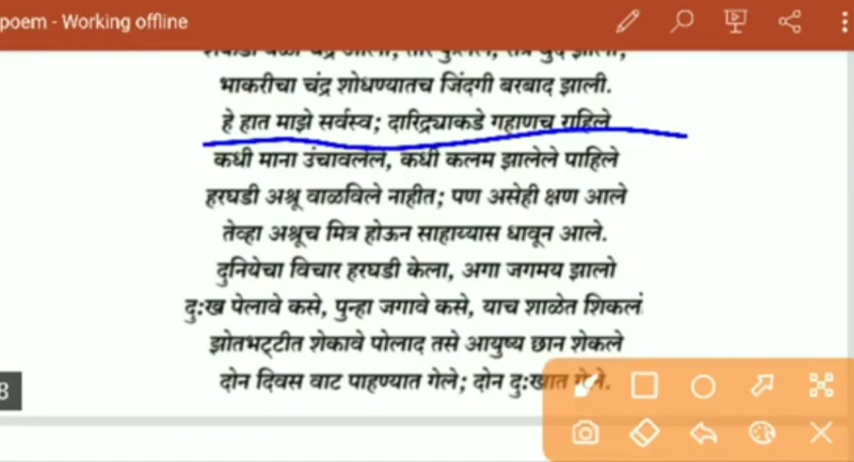 poem - Working offline
भाकरीचा चंद्र शोधण्यातच जिंदगी बरबाद झाली.
हे हात माझे सर्वस्व; दारिद्र्याकडे गहाणच राहिले
कधी माना उंचावलेले, कधी कलम झालेले पाहिले
हरघडी अश्रू वाळविले नाहीत; पण असेही क्षण आले
तेव्हा अश्रूच मित्र होऊन साहाय्यास धावून आले.
दुनियेचा विचार हरघडी केला, अगा जगमय झालो
दुःख पेलावे कसे, पुन्हा जगावे कसे, याच शाळेत शिकलं
झोतभट्टीत शेकावे पोलाद तसे आयुष्य छान शेकले
दोन दिवस वाट पाहण्यात गेले; दोन दुःखात गेले.
8